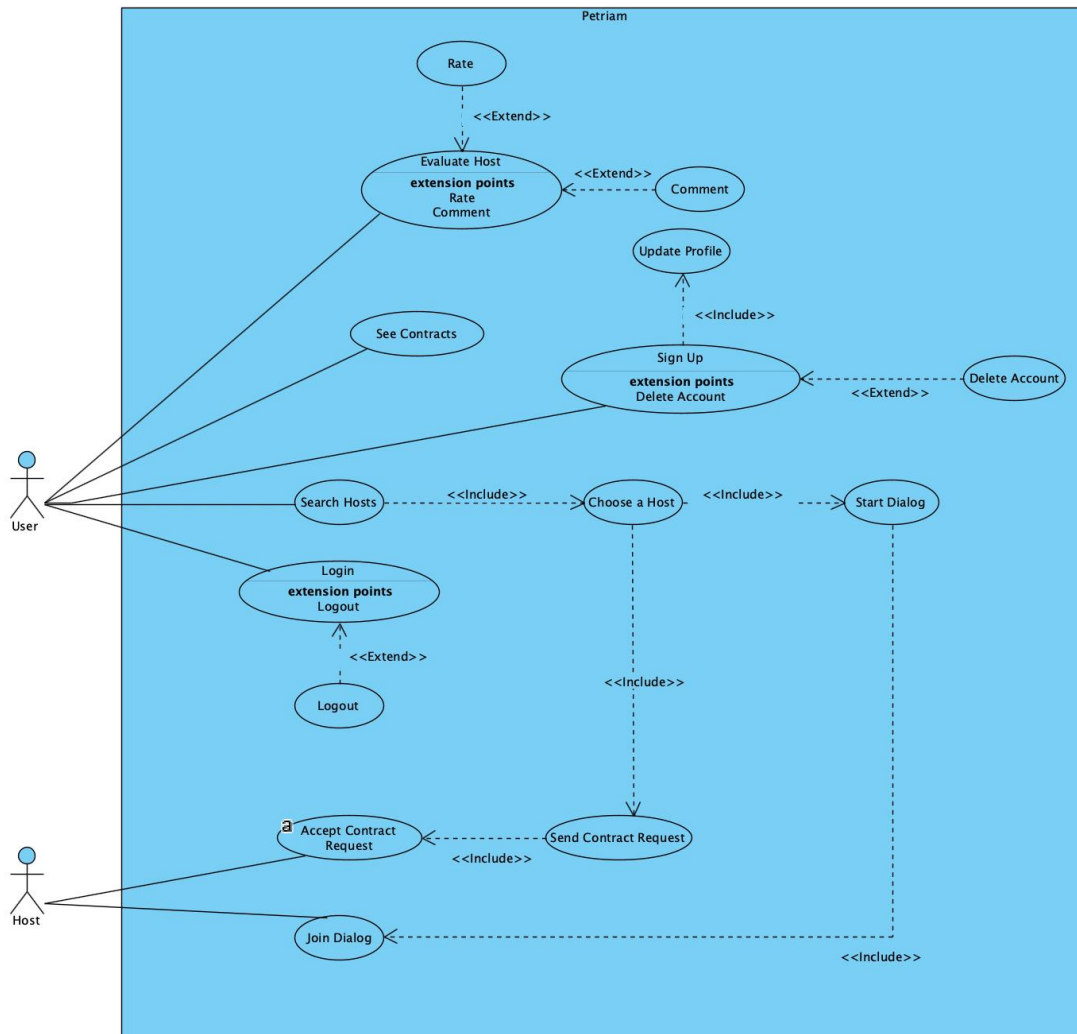 Petriam
Rate
<<Extend>>
Evaluate Host
extension points
Rate
Comment
<<Extend>>
Comment
Update Profile
<<Include>>
See Contracts
Sign Up
extension points
Delete Account
<<Extend>>
Delete Account
User
Search Hosts
<<Include>>
Choose a Host
<<Include>>
Start Dialog
Login
extension points
Logout
<<Extend>>
Logout
<<Include>>
a
Accept Contract
Request
<<Include>>
Send Contract Request
Host
Join Dialog
<<Include>>